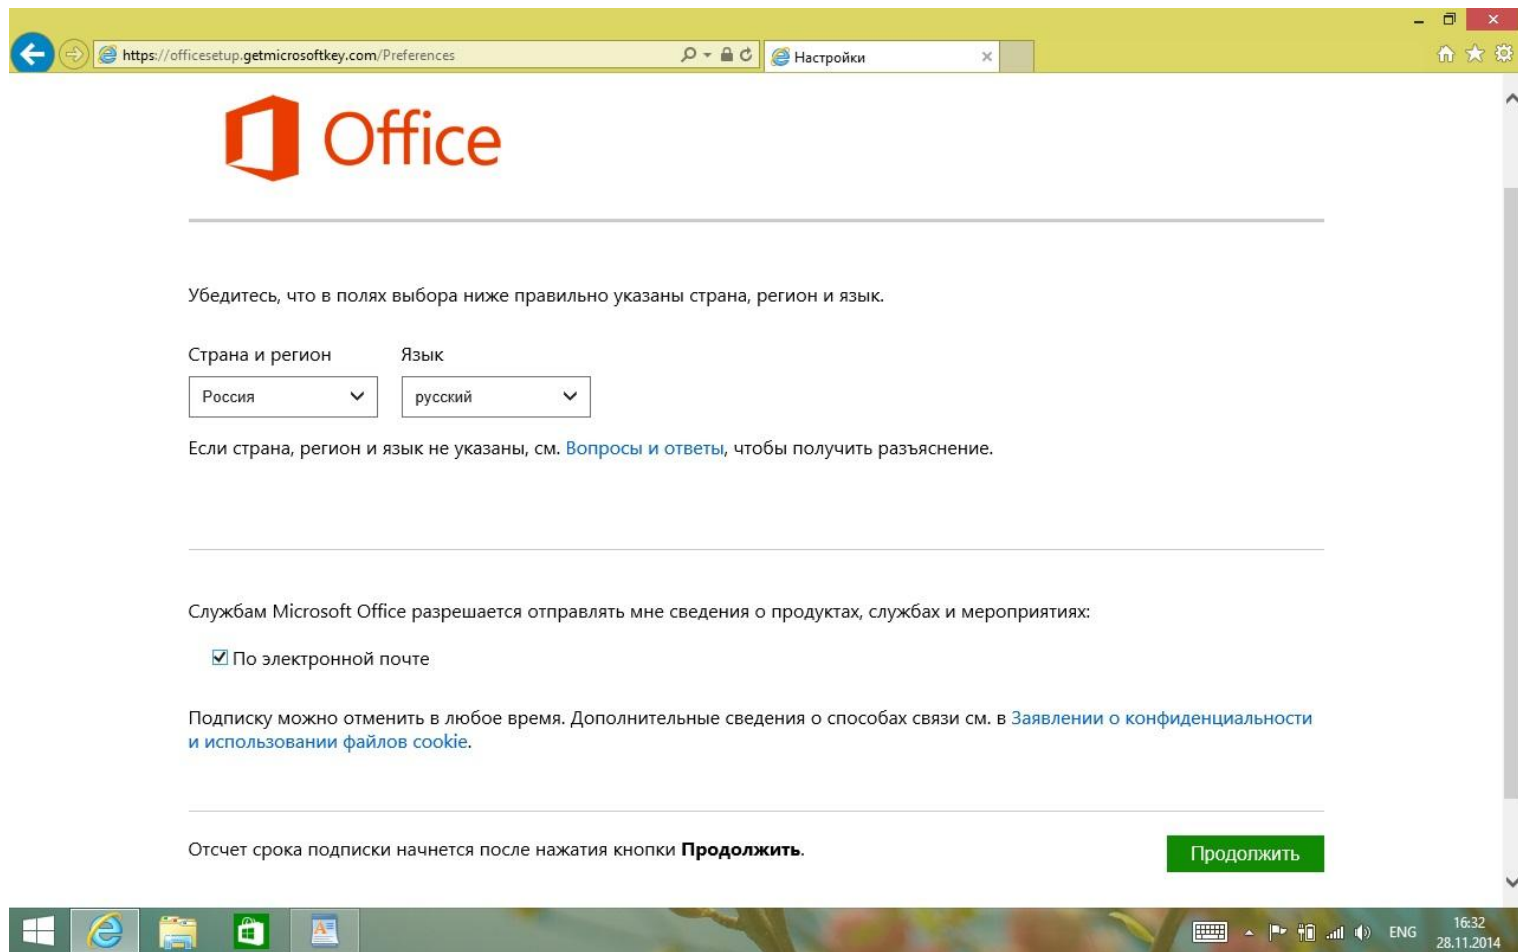 https://officesetup.getmicrosoftkey.com/Preferences
Настройки
Office
Убедитесь, что в полях выбора ниже правильно указаны страна, регион и язык.
Страна и регион Язык
Россия русский
Если страна, регион и язык не указаны, см. Вопросы и ответы, чтобы получить разъяснение.
Службам Microsoft Office разрешается отправлять мне сведения о продуктах, службах и мероприятиях:
По электронной почте
Подписку можно отменить в любое время. Дополнительные сведения о способах связи см. в Заявлении о конфиденциальности
и использовании файлов cookie.
Отсчет срока подписки начнется после нажатия кнопки Продолжить.
Продолжить
ENG
16:32
28.11.2014